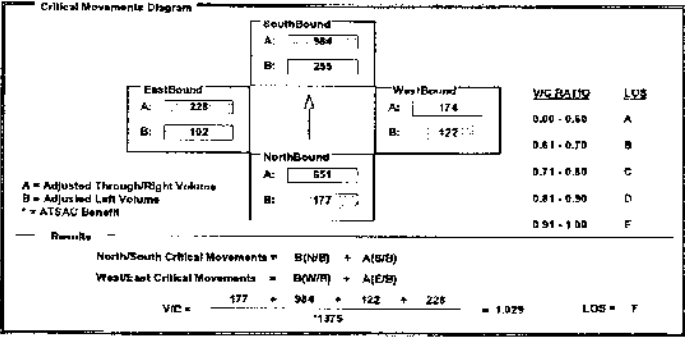 Critical Movements Diagram
SouthBound
A: 984
B: 255
EastBound
A: 228
B: 102
WestBound
A: 174
B: 122
NorthBound
A: 651
B: 177
V/C RATIO LOS
0.00 - 0.60 A
0.61 - 0.70 B
0.71 - 0.80 C
0.81 - 0.90 D
0.91 - 1.00 E
A = Adjusted Through/Right Volume
B = Adjusted Left Volume
* = ATSAC Benefit
Results
North/South Critical Movements = B(N/B) + A(S/B)
West/East Critical Movements = B(W/B) + A(E/B)
V/C = 177 + 984 + 122 + 228 = 1.029 LOS = F
*1375